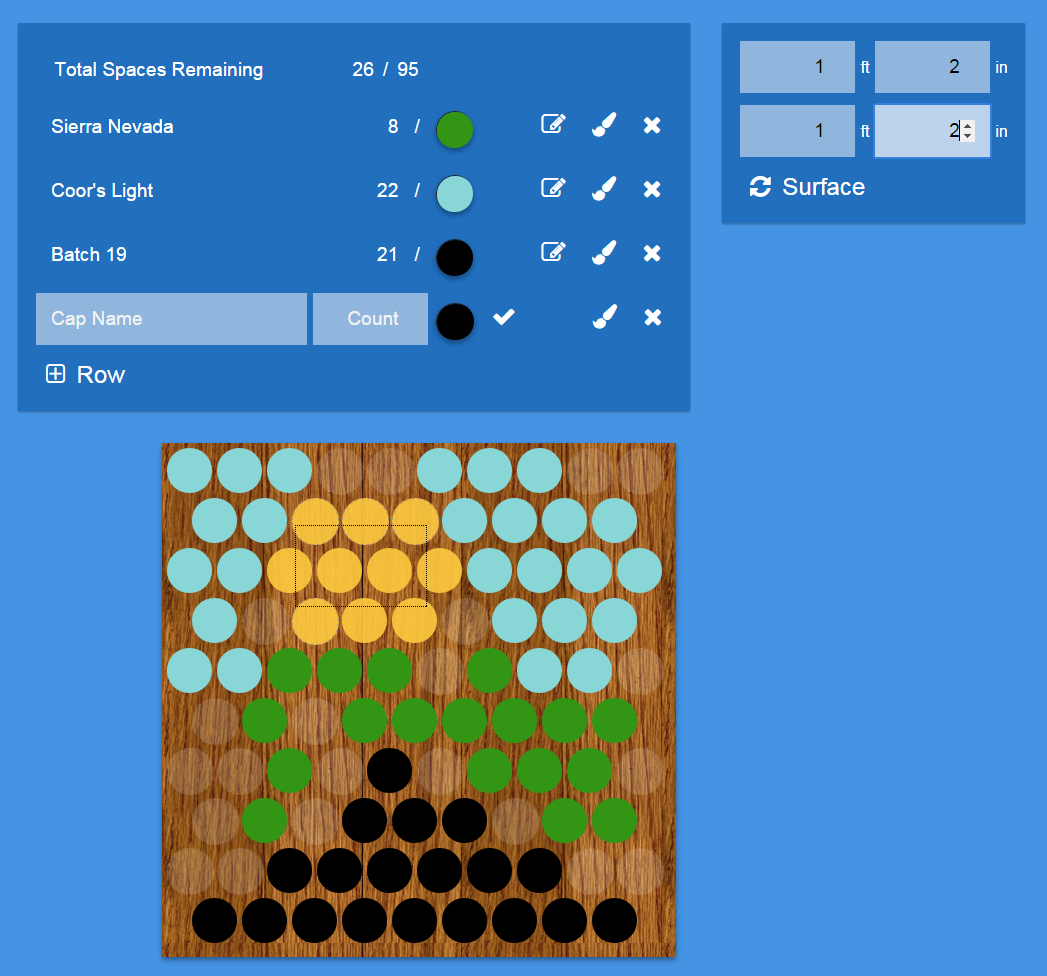 Total Spaces Remaining 26 / 95
Sierra Nevada 8 /
Coor's Light 22 /
Batch 19 21 /
Cap Name Count
Row
1 ft 2 in
1 ft 2 in
Surface